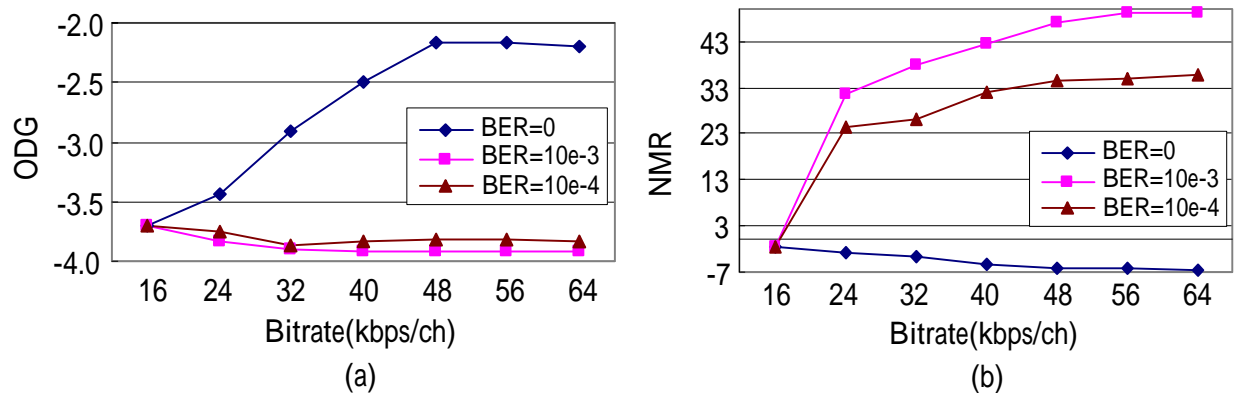 -2.0
-2.5
-3.0
-3.5
-4.0
ODG
BER=0
BER=10e-3
BER=10e-4
16 24 32 40 48 56 64
Bitrate(kbps/ch)
(a)
43
33
23
13
3
-7
NMR
BER=0
BER=10e-3
BER=10e-4
16 24 32 40 48 56 64
Bitrate(kbps/ch)
(b)